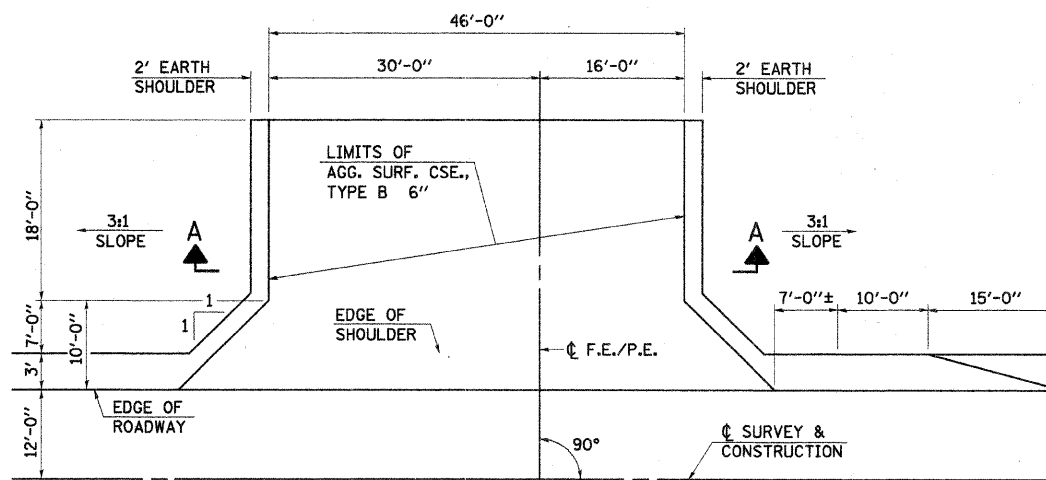 46'-0"
2' EARTH
SHOULDER
30'-0"
16'-0"
2' EARTH
SHOULDER
LIMITS OF
AGG. SURF. CSE.,
TYPE B 6"
18'-0"
3:1
SLOPE
A
A
3:1
SLOPE
7'-0"±
10'-0"
15'-0"
1
1
7'-0"
10'-0"
EDGE OF
SHOULDER
℄ F.E./P.E.
3'
EDGE OF
ROADWAY
12'-0"
90°
℄ SURVEY &
CONSTRUCTION